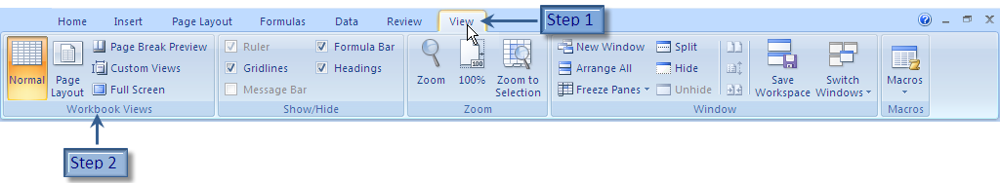 Home Insert Page Layout Formulas Data Review View Step 1
Normal
Page Layout
Page Break Preview
Custom Views
Full Screen
Workbook Views
Ruler
Gridlines
Message Bar
Formula Bar
Headings
Show/Hide
Zoom
100
100%
Zoom to Selection
Zoom
New Window
Arrange All
Freeze Panes
Split
Hide
Unhide
Save Workspace
Switch Windows
Window
Macros
Macros
Step 2